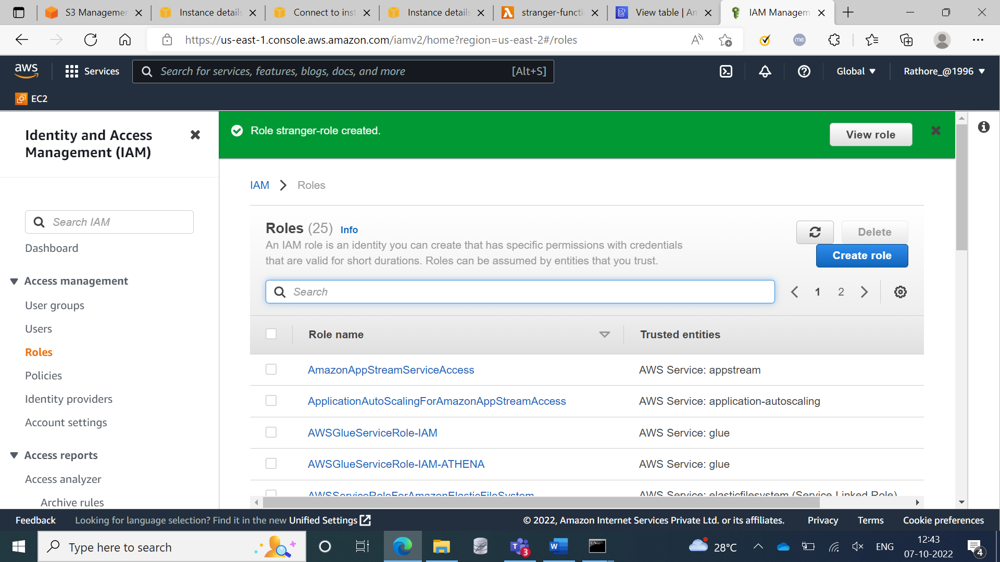 S3 Managemen
Instance details
Connect to inst
Instance details
stranger-functi
View table | Am
IAM Managem
https://us-east-1.console.aws.amazon.com/iamv2/home?region=us-east-2#/roles
me
aws
Services
Search for services, features, blogs, docs, and more
[Alt+S]
Global
Rathore_@1996
EC2
Identity and Access
Management (IAM)
Role stranger-role created.
View role
IAM
Roles
Search IAM
Dashboard
Access management
User groups
Users
Roles
Policies
Identity providers
Account settings
Access reports
Access analyzer
Archive rules
Roles (25) Info
An IAM role is an identity you can create that has specific permissions with credentials
that are valid for short durations. Roles can be assumed by entities that you trust.
Delete
Create role
Search
1
2
Role name
Trusted entities
AmazonAppStreamServiceAccess
AWS Service: appstream
ApplicationAutoScalingForAmazonAppStreamAccess
AWS Service: application-autoscaling
AWSGlueServiceRole-IAM
AWS Service: glue
AWSGlueServiceRole-IAM-ATHENA
AWS Service: glue
AWSServiceRoleForAmazonElasticFileSystem
AWS Service: elasticfilesystem (Service-Linked Role)
Feedback
Looking for language selection? Find it in the new Unified Settings
© 2022, Amazon Internet Services Private Ltd. or its affiliates.
Privacy
Terms
Cookie preferences
Type here to search
3
28°C
ENG
12:43
07-10-2022
4